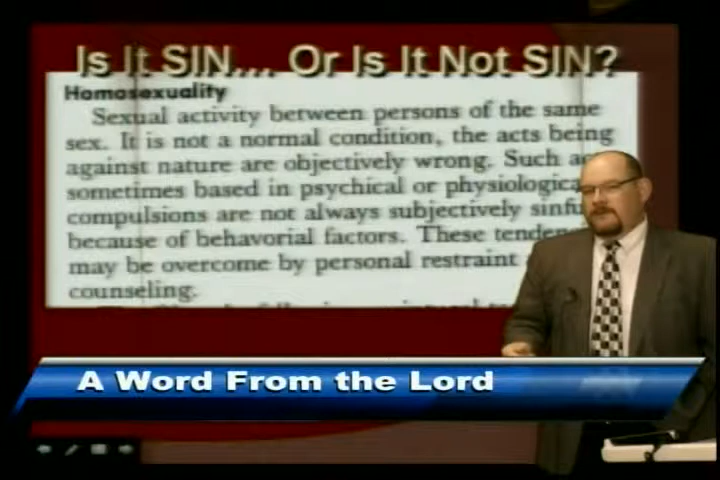 Is It SIN.... Or Is It Not SIN?
Homosexuality
Sexual activity between persons of the same
sex. It is not a normal condition, the acts being
against nature are objectively wrong. Such
sometimes based in psychical or physiologica
compulsions are not always subjectively sinfu
because of behavorial factors. These tende
may be overcome by personal restraint
counseling.
A Word From the Lord